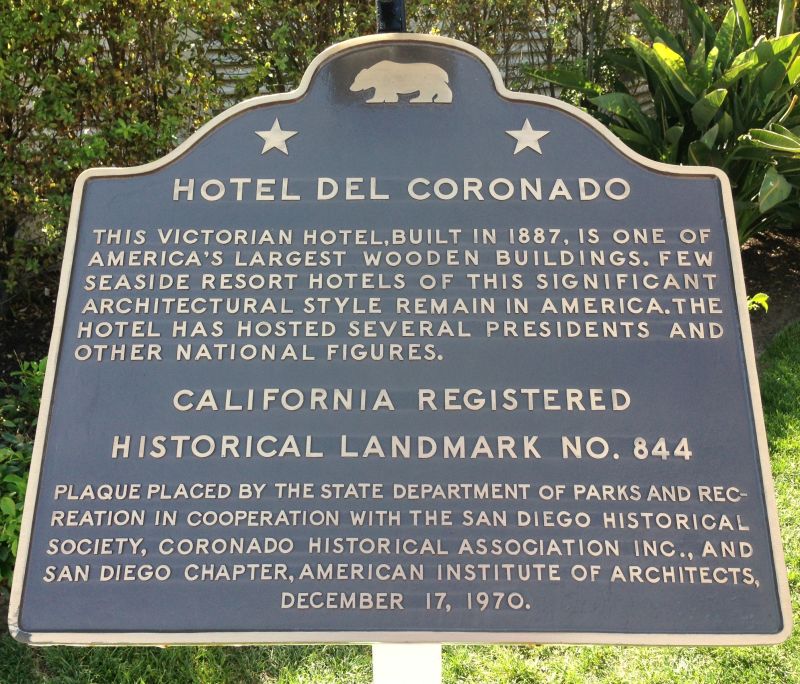 HOTEL DEL CORONADO
THIS VICTORIAN HOTEL, BUILT IN 1887, IS ONE OF
AMERICA'S LARGEST WOODEN BUILDINGS. FEW
SEASIDE RESORT HOTELS OF THIS SIGNIFICANT
ARCHITECTURAL STYLE REMAIN IN AMERICA. THE
HOTEL HAS HOSTED SEVERAL PRESIDENTS AND
OTHER NATIONAL FIGURES.
CALIFORNIA REGISTERED
HISTORICAL LANDMARK NO. 844
PLAQUE PLACED BY THE STATE DEPARTMENT OF PARKS AND REC-
REATION IN COOPERATION WITH THE SAN DIEGO HISTORICAL
SOCIETY, CORONADO HISTORICAL ASSOCIATION INC., AND
SAN DIEGO CHAPTER, AMERICAN INSTITUTE OF ARCHITECTS,
DECEMBER 17, 1970.